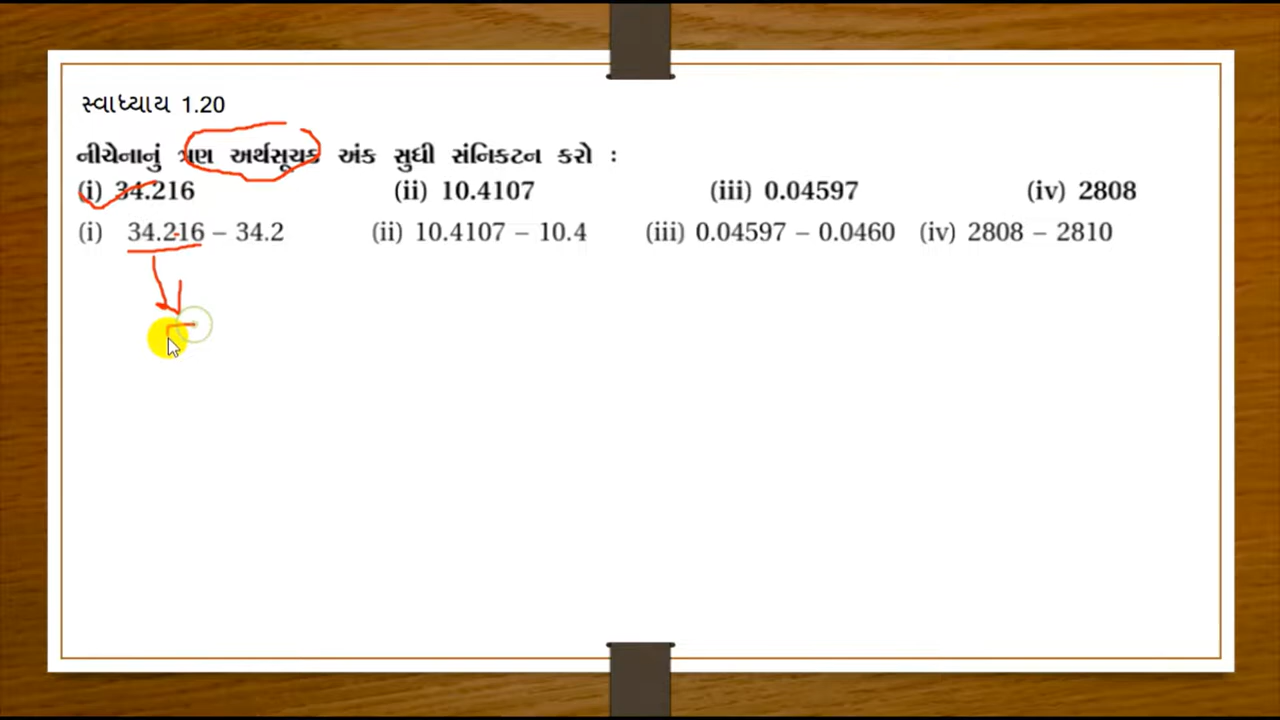 સ્વાધ્યાય 1.20
નીચેનાનું ત્રણ અર્થસૂચક અંક સુધી સંનિકટન કરો :
(i) 34.216 (ii) 10.4107 (iii) 0.04597 (iv) 2808
(i) 34.216 – 34.2 (ii) 10.4107 – 10.4 (iii) 0.04597 – 0.0460 (iv) 2808 – 2810